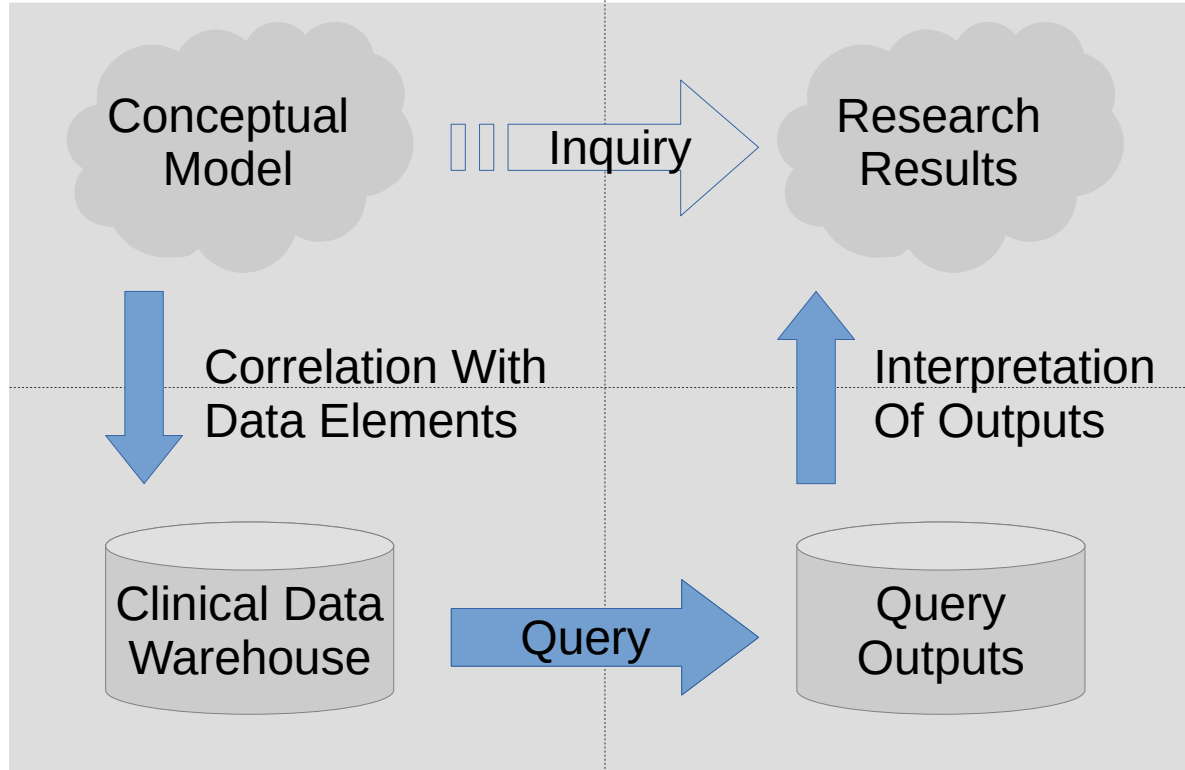 Conceptual
Model
Inquiry
Research
Results
Correlation With
Data Elements
Interpretation
Of Outputs
Clinical Data
Warehouse
Query
Query
Outputs